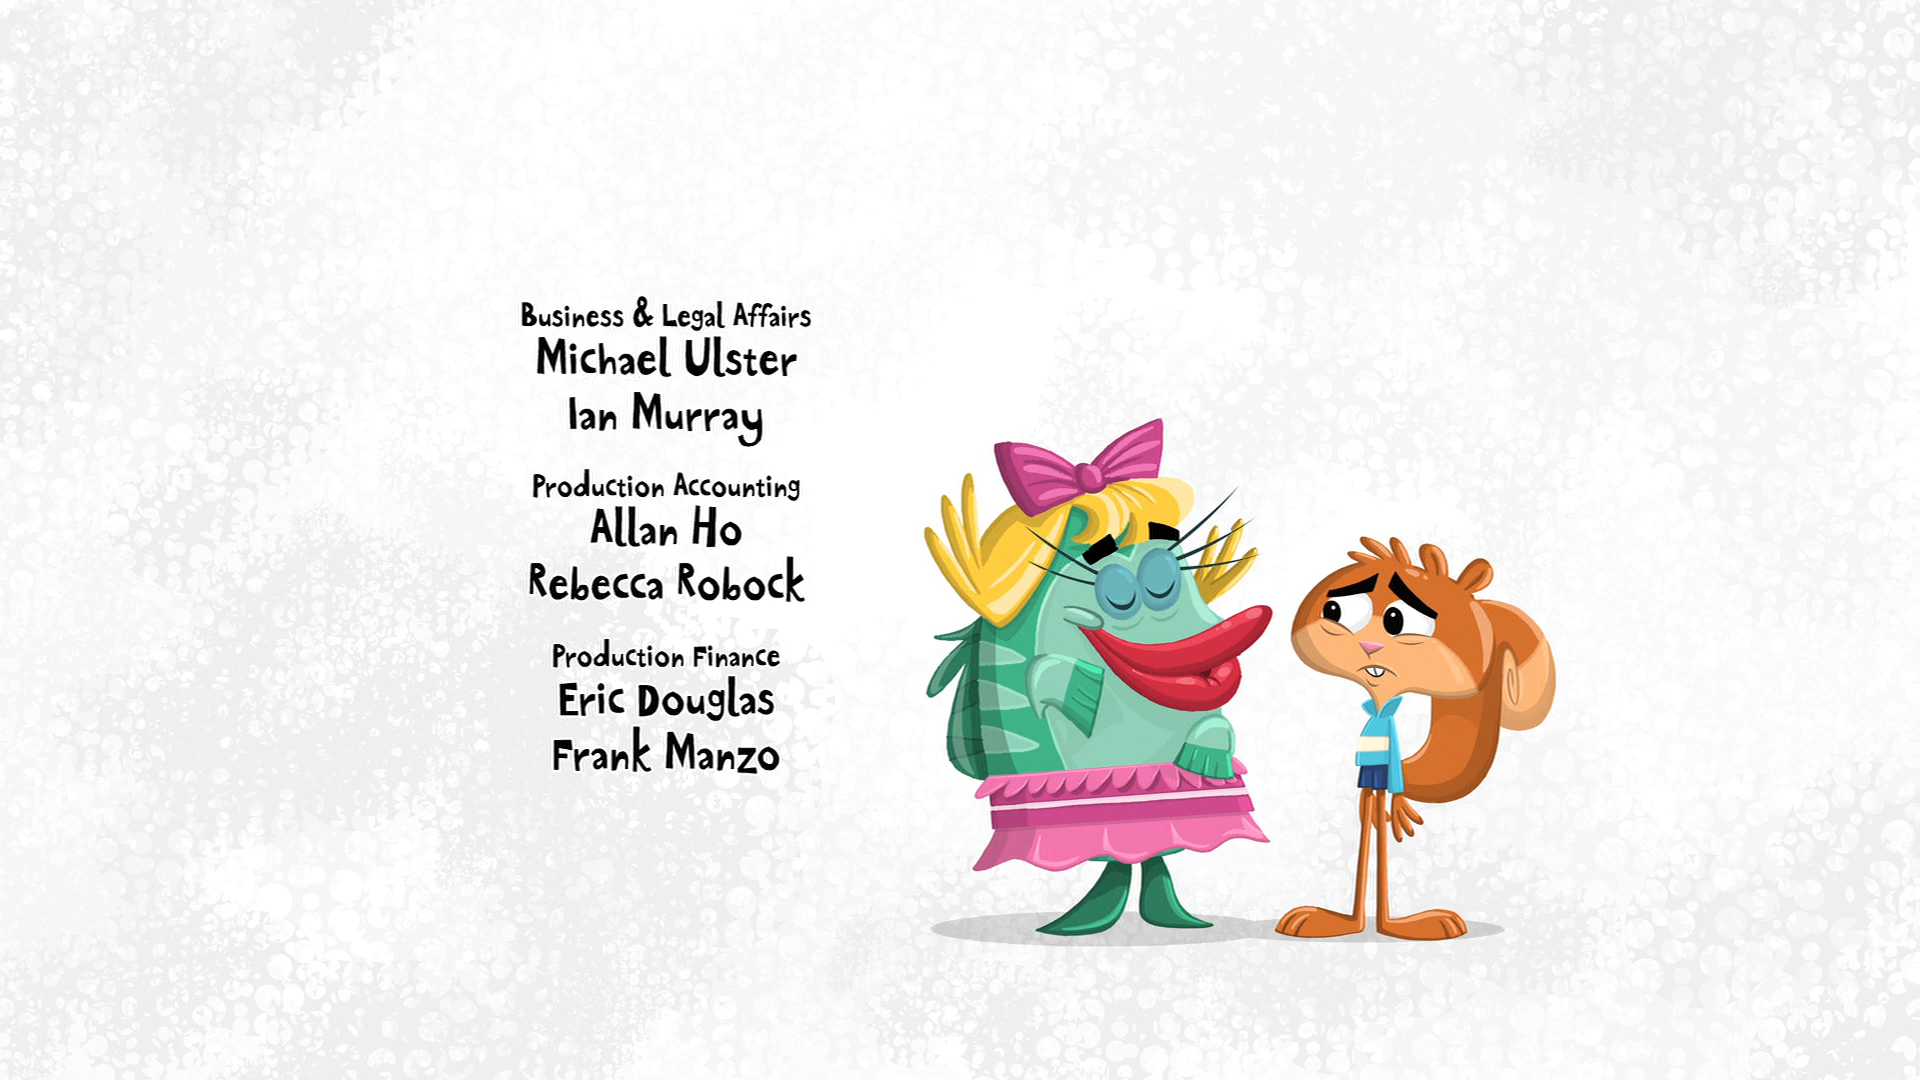 Business & Legal Affairs
Michael Ulster
Ian Murray
Production Accounting
Allan Ho
Rebecca Robock
Production Finance
Eric Douglas
Frank Manzo